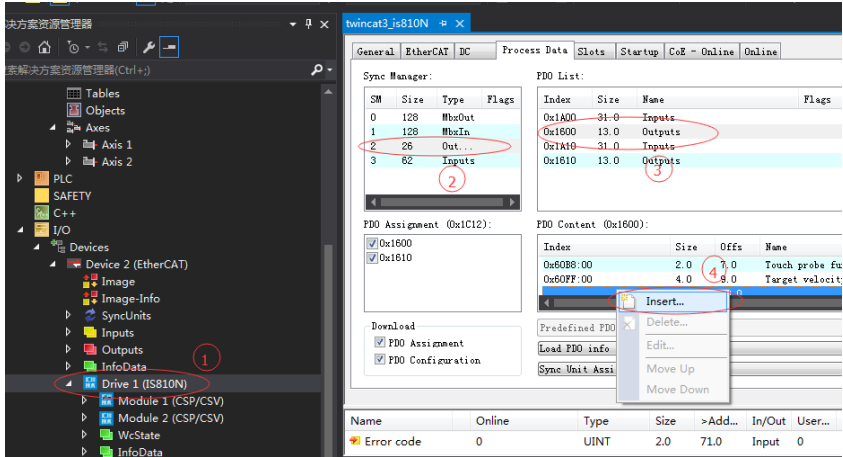 决方案资源管理器
搜索解决方案资源管理器(Ctrl+;)
Tables
Objects
Axes
Axis 1
Axis 2
PLC
SAFETY
C++
I/O
Devices
Device 2 (EtherCAT)
Image
Image-Info
SyncUnits
Inputs
Outputs
InfoData
1
Drive 1 (IS810N)
Module 1 (CSP/CSV)
Module 2 (CSP/CSV)
WcState
InfoData
twincat3_is810N
General EtherCAT DC Process Data Slots Startup CoE - Online Online
Sync Manager:
SM Size Type Flags
0 128 MbxOut
1 128 MbxIn
2 26 Out...
3 62 Inputs
2
PDO List:
Index Size Name Flags
0x1A00 31.0 Inputs
0x1600 13.0 Outputs
0x1A10 31.0 Inputs
0x1610 13.0 Outputs
3
PDO Assignment (0x1C12):
0x1600
0x1610
PDO Content (0x1600):
Index Size Offs Name
0x60B8:00 2.0 7.0 Touch probe fu
0x60FF:00 4.0 9.0 Target velocit
4
Insert...
Delete...
Edit...
Move Up
Move Down
Download
PDO Assignment
PDO Configuration
Predefined PDO
Load PDO info
Sync Unit Assi
Name Online Type Size >Add... In/Out User...
Error code 0 UINT 2.0 71.0 Input 0